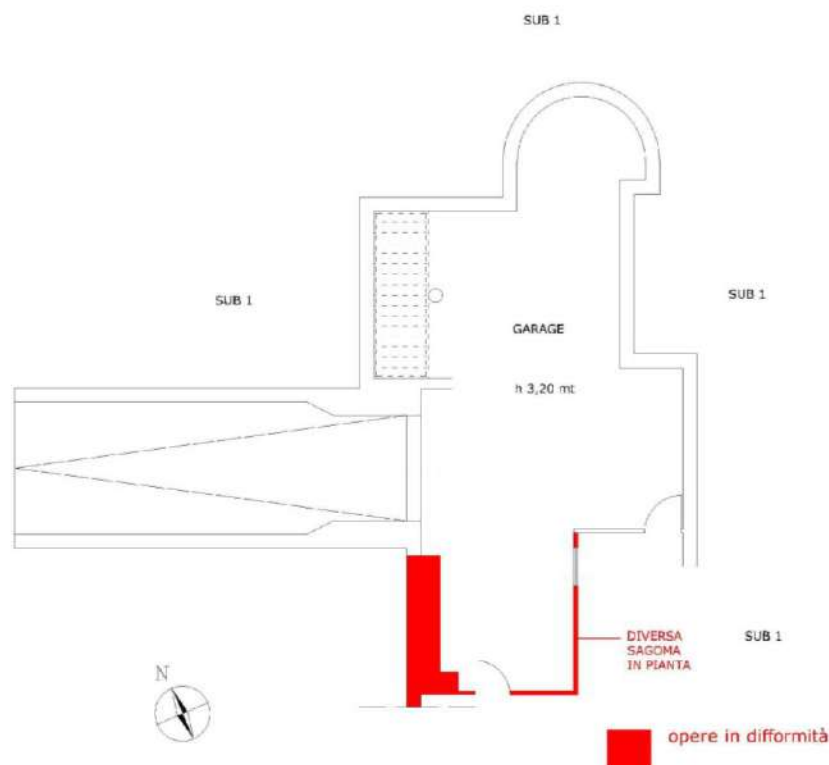 SUB 1
SUB 1
SUB 1
GARAGE
h 3,20 mt
DIVERSA
SAGOMA
IN PIANTA
SUB 1
N
opere in difformità